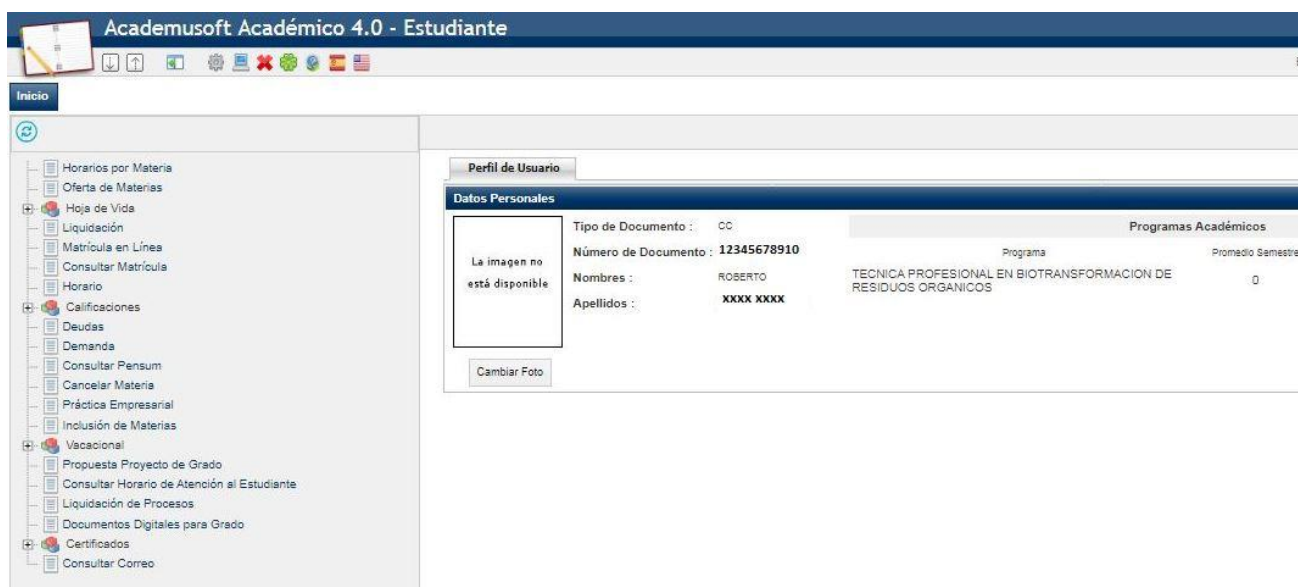 Academusoft Académico 4.0 - Estudiante
Inicio
Horarios por Materia
Oferta de Materias
Hoja de Vida
Liquidación
Matrícula en Línea
Consultar Matrícula
Horario
Calificaciones
Deudas
Demanda
Consultar Pensum
Cancelar Materia
Práctica Empresarial
Inclusión de Materias
Vacacional
Propuesta Proyecto de Grado
Consultar Horario de Atención al Estudiante
Liquidación de Procesos
Documentos Digitales para Grado
Certificados
Consultar Correo
Perfil de Usuario
Datos Personales
La imagen no
está disponible
Cambiar Foto
Tipo de Documento : CC
Número de Documento : 12345678910
Nombres : ROBERTO
Apellidos : XXXX XXXX
Programas Académicos
Programa Promedio Semestre
TECNICA PROFESIONAL EN BIOTRANSFORMACION DE 0
RESIDUOS ORGANICOS